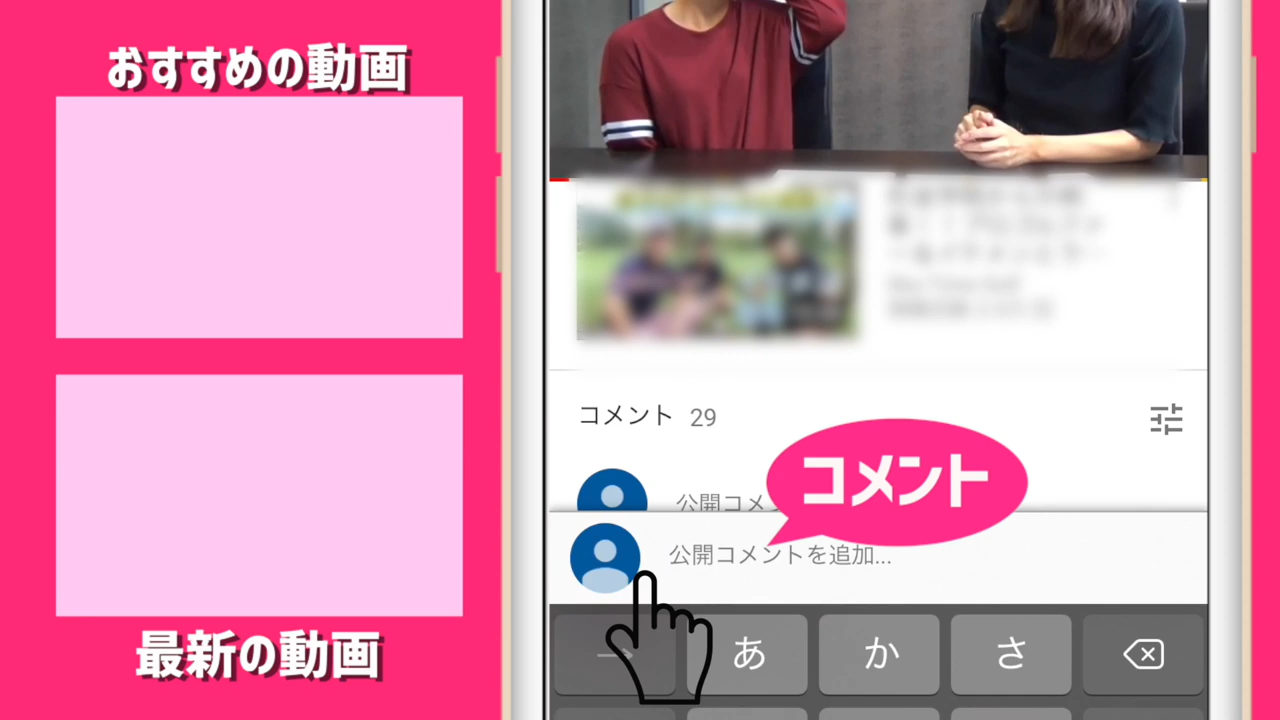 おすすめの動画
最新の動画
コメント 29
コメント
公開コメ
公開コメントを追加...
→ あ か さ